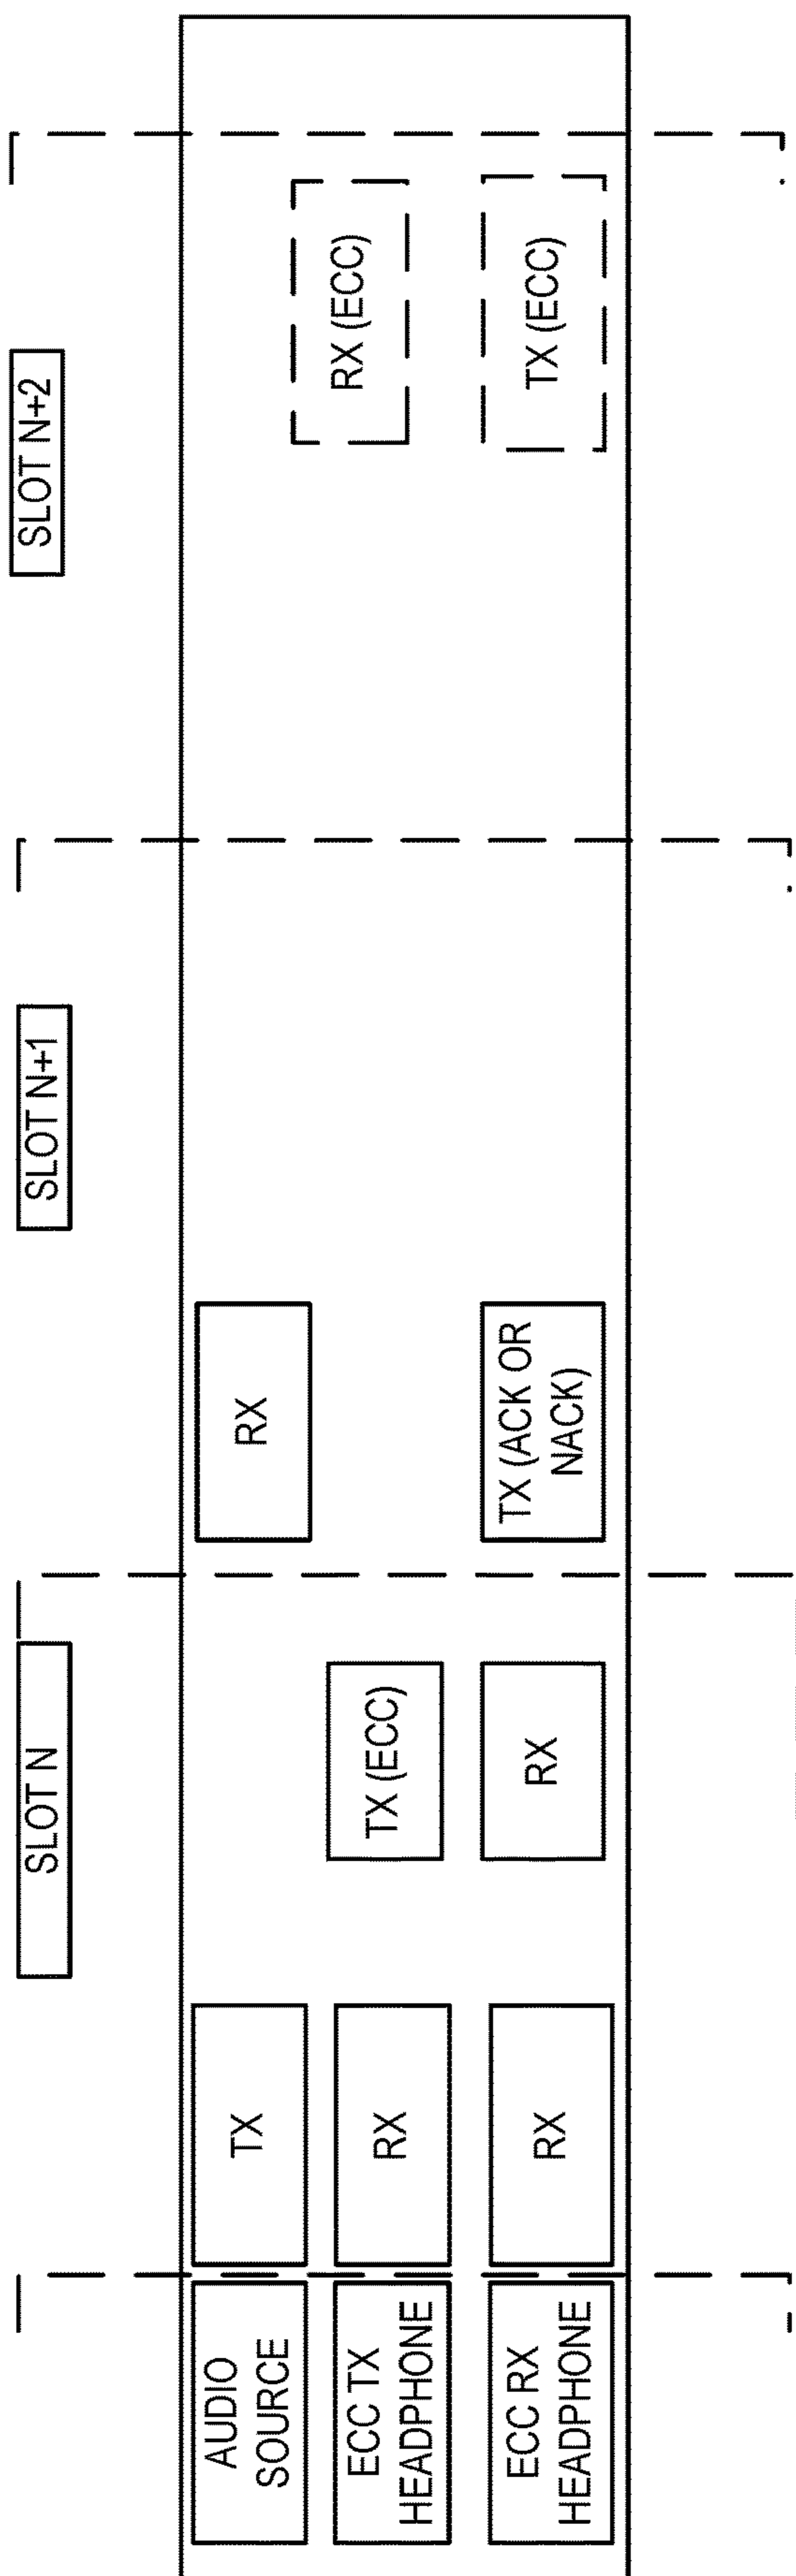 SLOT N
SLOT N+1
SLOT N+2
AUDIO
SOURCE
TX
RX
ECC TX
HEADPHONE
RX
TX (ECC)
RX (ECC)
ECC RX
HEADPHONE
RX
RX
TX (ACK OR
NACK)
TX (ECC)